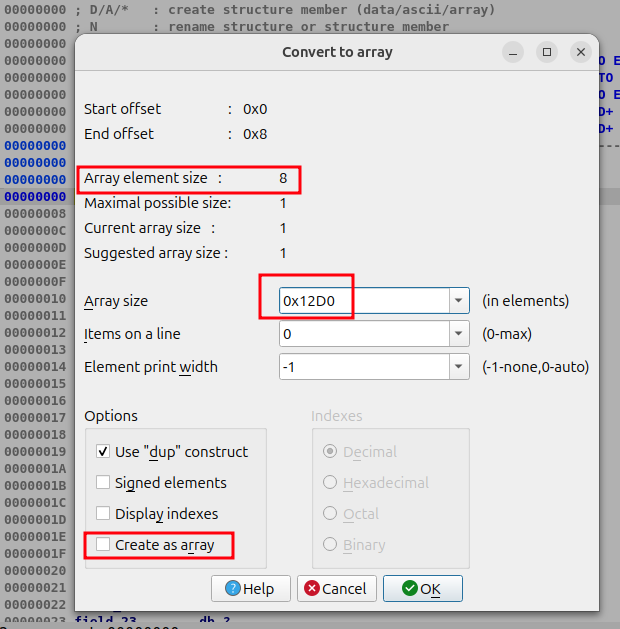 00000000 ; D/A/*   : create structure member (data/ascii/array)
00000000 ; N       : rename structure or structure member
00000000
Convert to array
00000000
O E
00000000
TO
00000000
O E
00000000
D+
00000000
D+
00000000
00000000
00000000
00000000
00000008
0000000C
0000000D
0000000E
0000000F
00000010
00000011
00000012
00000013
00000014
00000015
00000016
00000017
00000018
00000019
0000001A
0000001B
0000001C
0000001D
0000001E
0000001F
00000020
00000021
00000022
00000023 field_23        db ?
Start offset : 0x0
End offset : 0x8
Array element size : 8
Maximal possible size: 1
Current array size : 1
Suggested array size : 1
Array size 0x12D0 (in elements)
Items on a line 0 (0-max)
Element print width -1 (-1-none,0-auto)
Options
Use "dup" construct
Signed elements
Display indexes
Create as array
Indexes
Decimal
Hexadecimal
Octal
Binary
Help
Cancel
OK